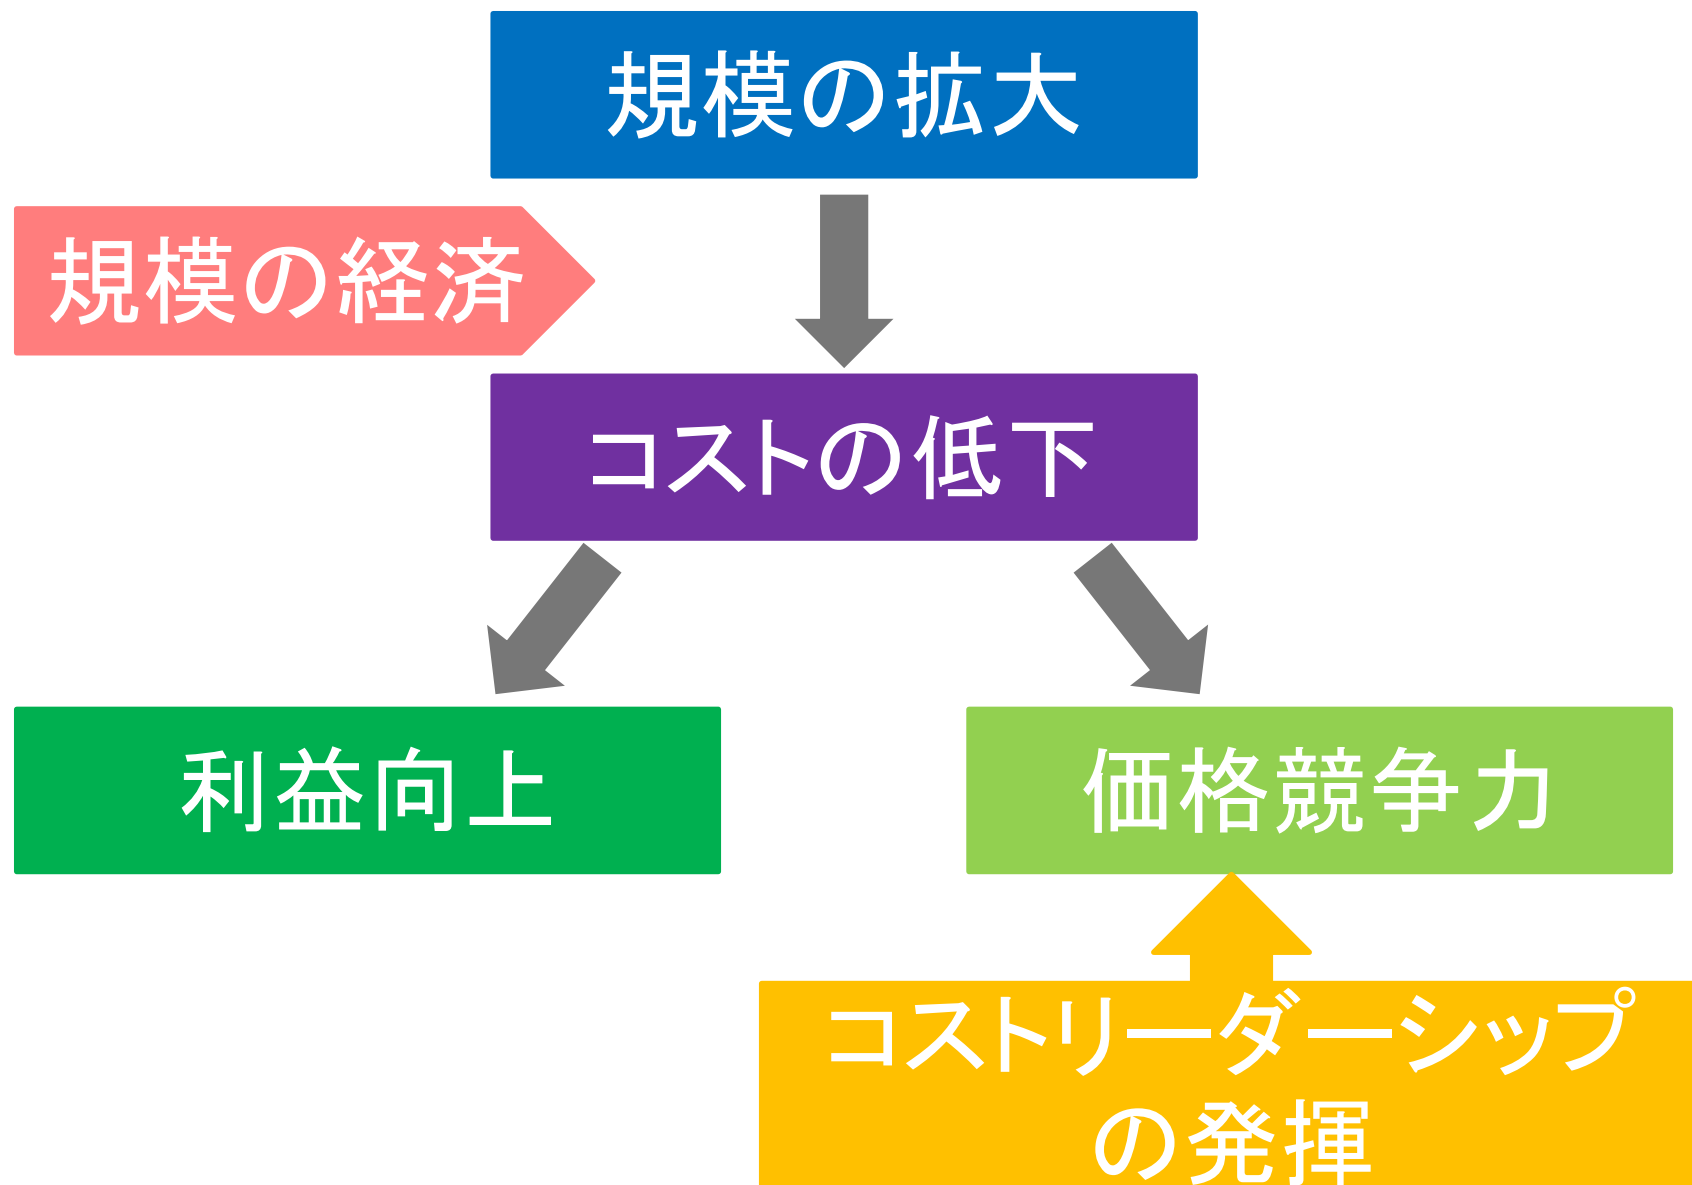 規模の拡大
規模の経済
コストの低下
利益向上
価格競争力
コストリーダーシップ
の発揮